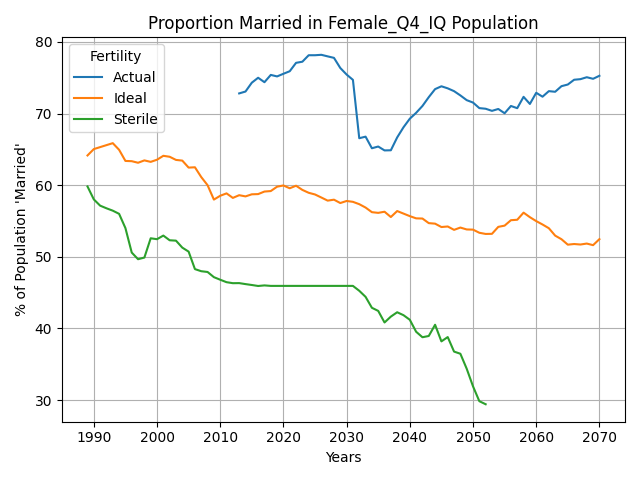 Proportion Married in Female_Q4_IQ Population
% of Population 'Married'
80
70
60
50
40
30
Fertility
Actual
Ideal
Sterile
1990 2000 2010 2020 2030 2040 2050 2060 2070
Years